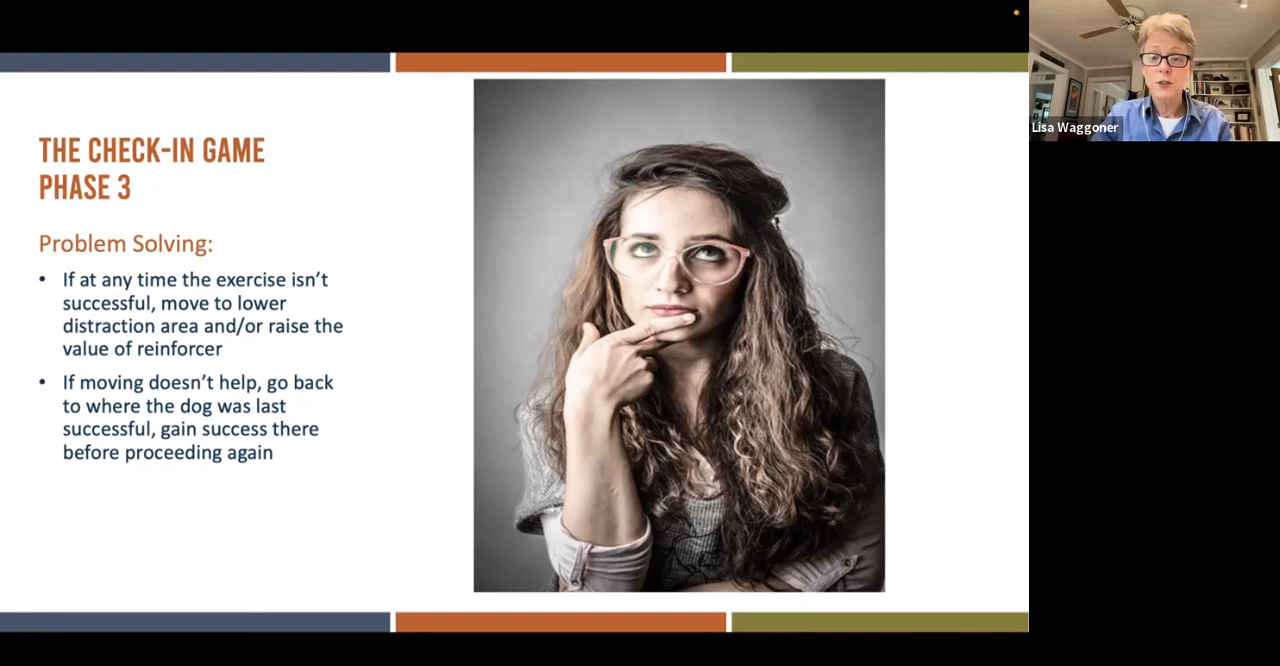 THE CHECK-IN GAME
PHASE 3
Problem Solving:
• If at any time the exercise isn’t
successful, move to lower
distraction area and/or raise the
value of reinforcer
• If moving doesn’t help, go back
to where the dog was last
successful, gain success there
before proceeding again
Lisa Waggoner